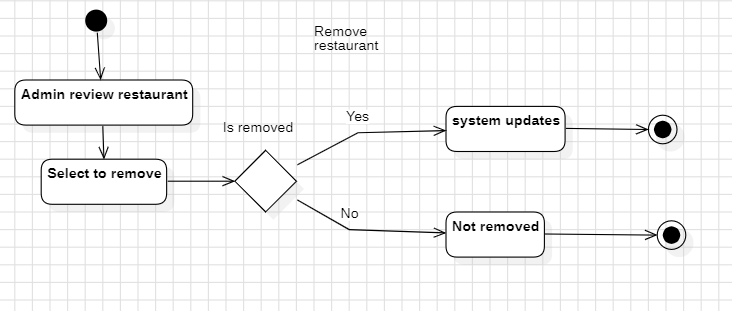 Remove
restaurant
Admin review restaurant
Is removed
Yes
system updates
Select to remove
No
Not removed